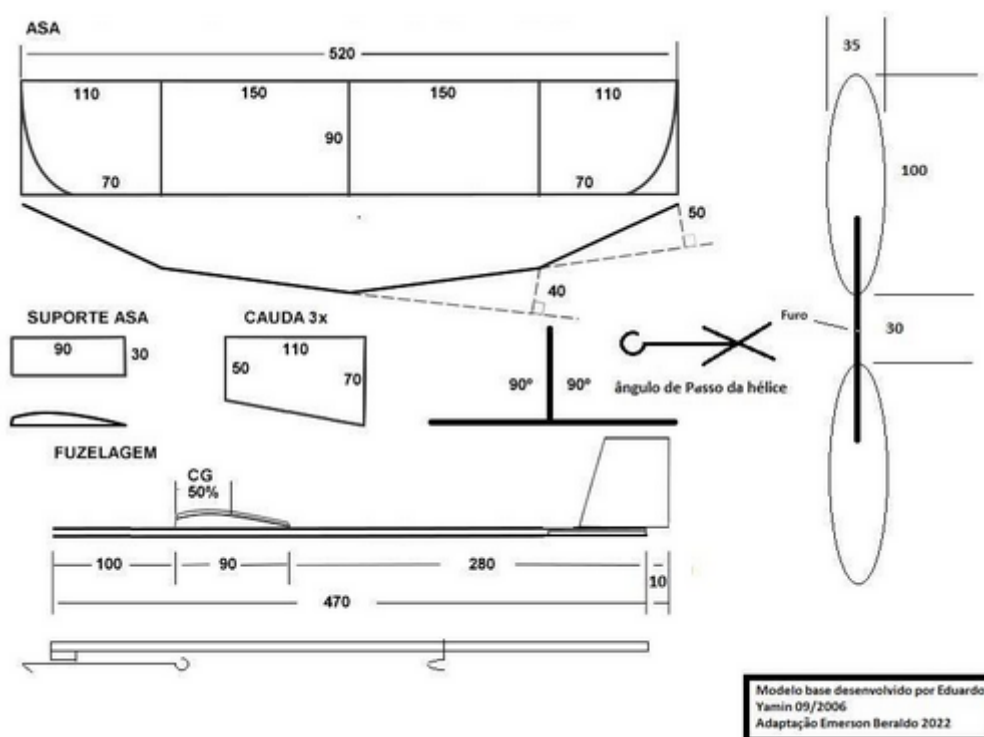 ASA
520
35
110 150 150 110
90
70 70
100
50
40
SUPORTE ASA
CAUDA 3x
Furo
30
90
30
110
50
70
90º 90º
ângulo de Passo da hélice
FUZELAGEM
CG
50%
100 90 280
10
470
Modelo base desenvolvido por Eduardo
Yamin 09/2006
Adaptação Emerson Beraldo 2022